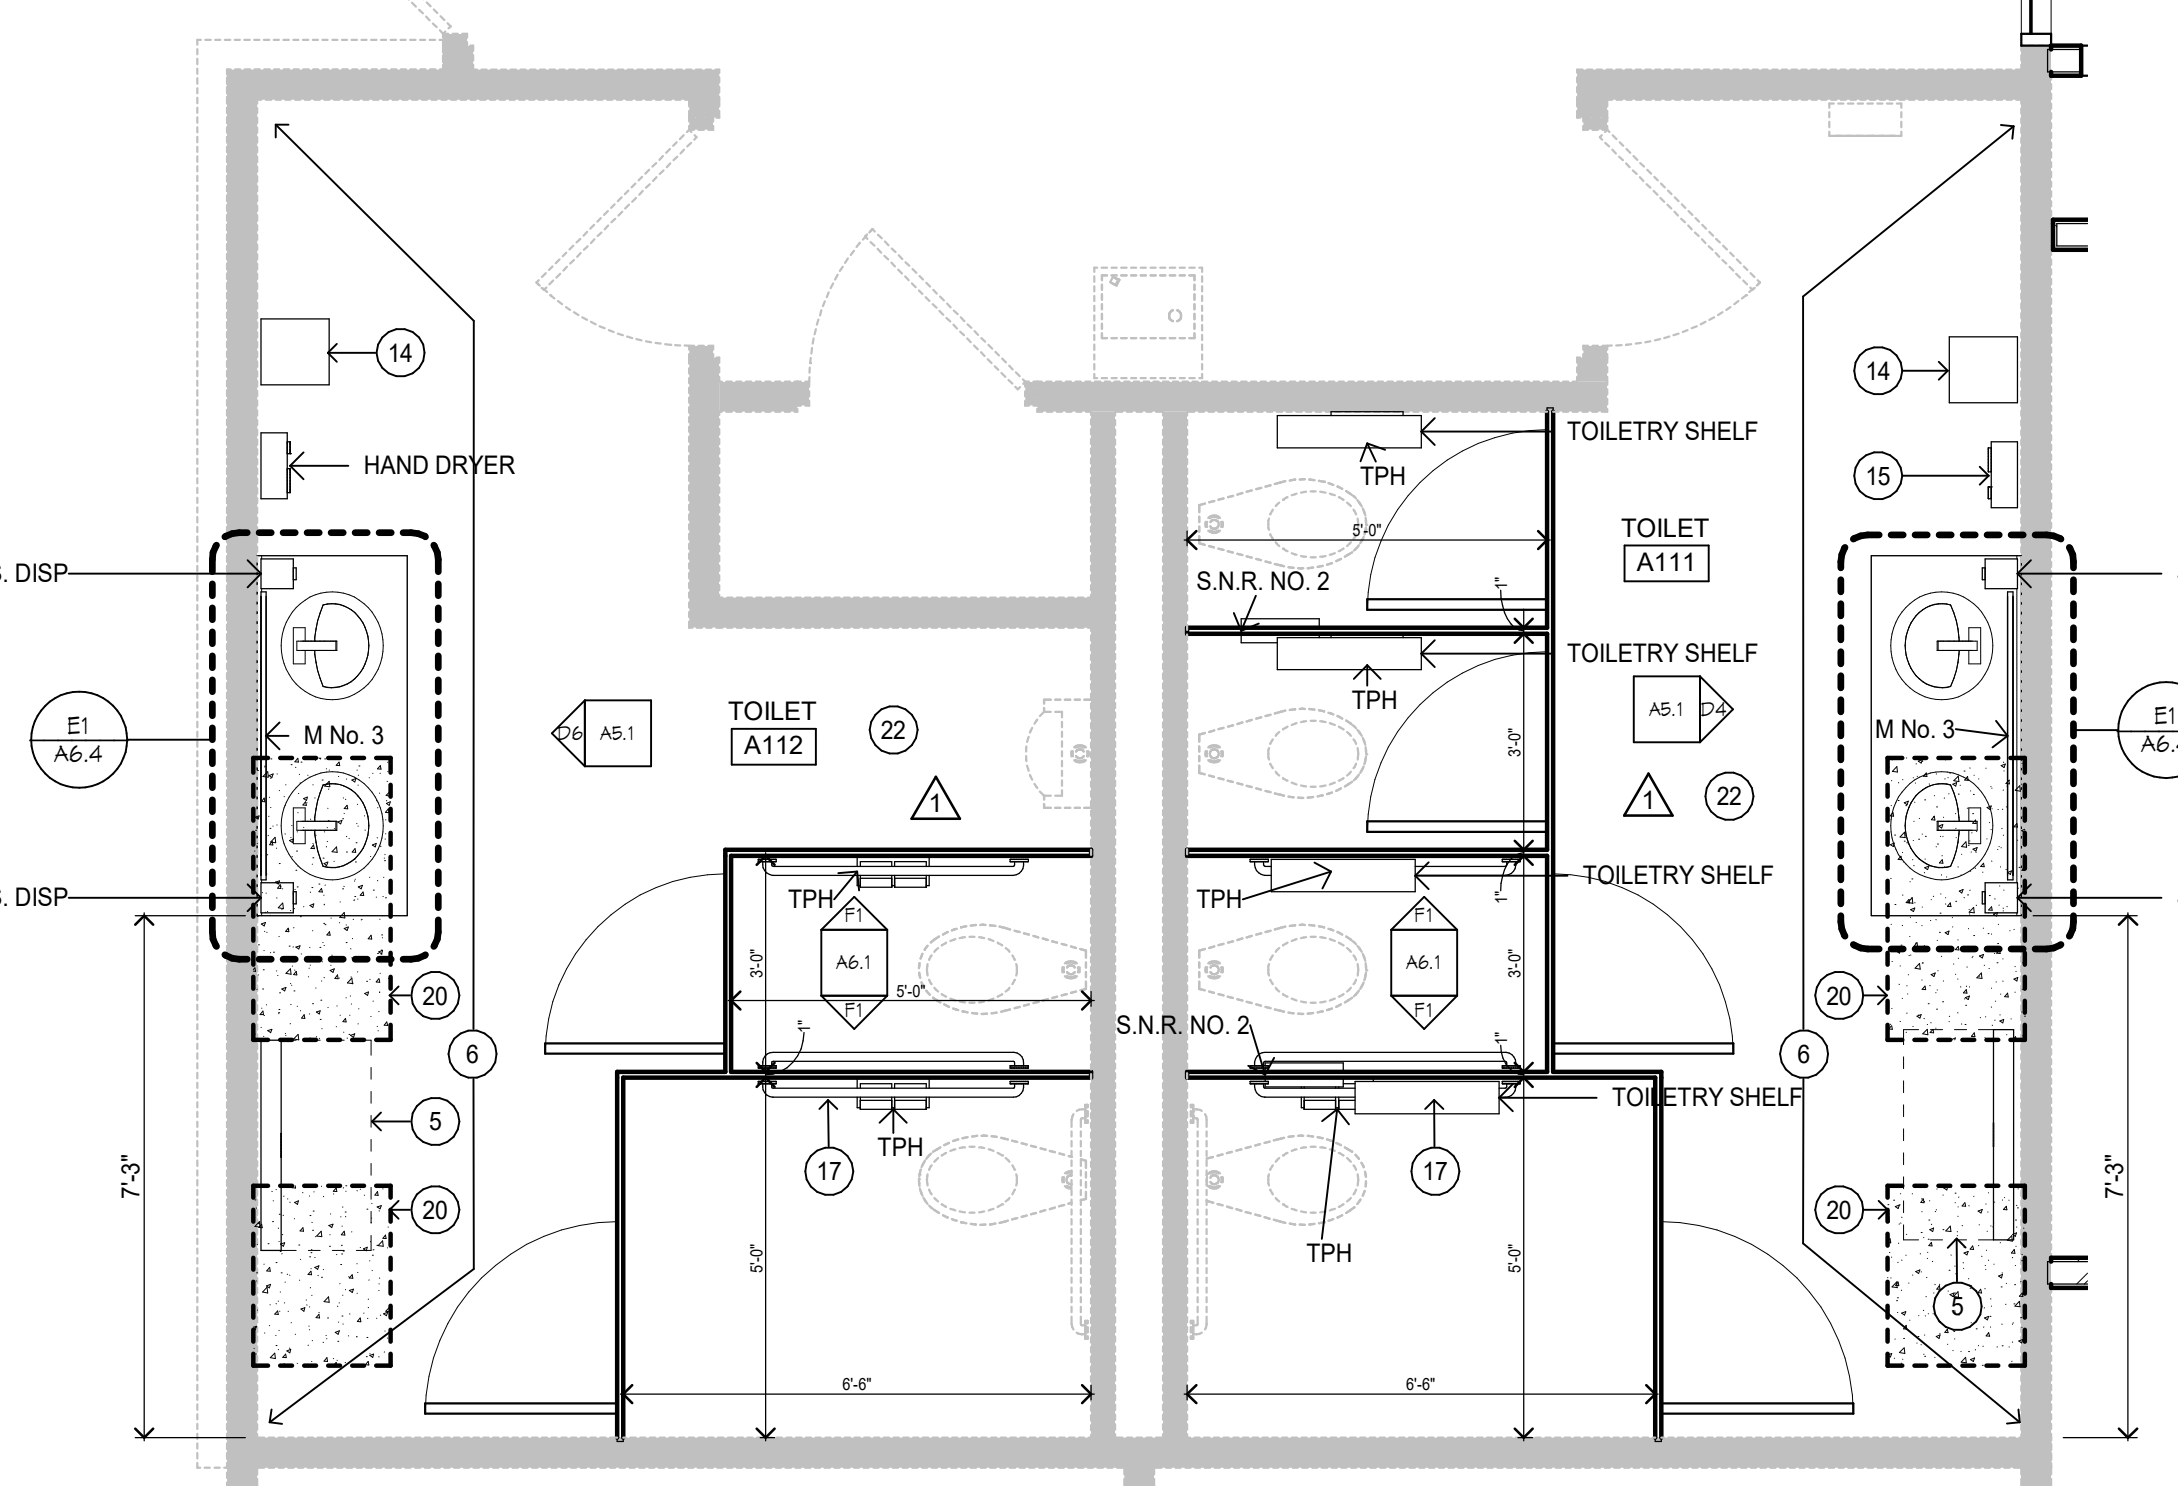 14
HAND DRYER
S. DISP
E1
A6.4
M No. 3
S. DISP
7'-3"
20
6
5
20
D6
A5.1
TOILET
A112
22
1
TPH
F1
A6.1
F1
3'-0"
5'-0"
1"
17
TPH
5'-0"
6'-6"
TOILETRY SHELF
TPH
5'-0"
S.N.R. NO. 2
1"
TOILETRY SHELF
TPH
3'-0"
TOILETRY SHELF
TPH
1"
F1
A6.1
F1
3'-0"
S.N.R. NO. 2
1"
TOILETRY SHELF
17
TPH
5'-0"
6'-6"
TOILET
A111
A5.1
D4
1
22
14
15
M No. 3
E1
20
6
20
5
7'-3"